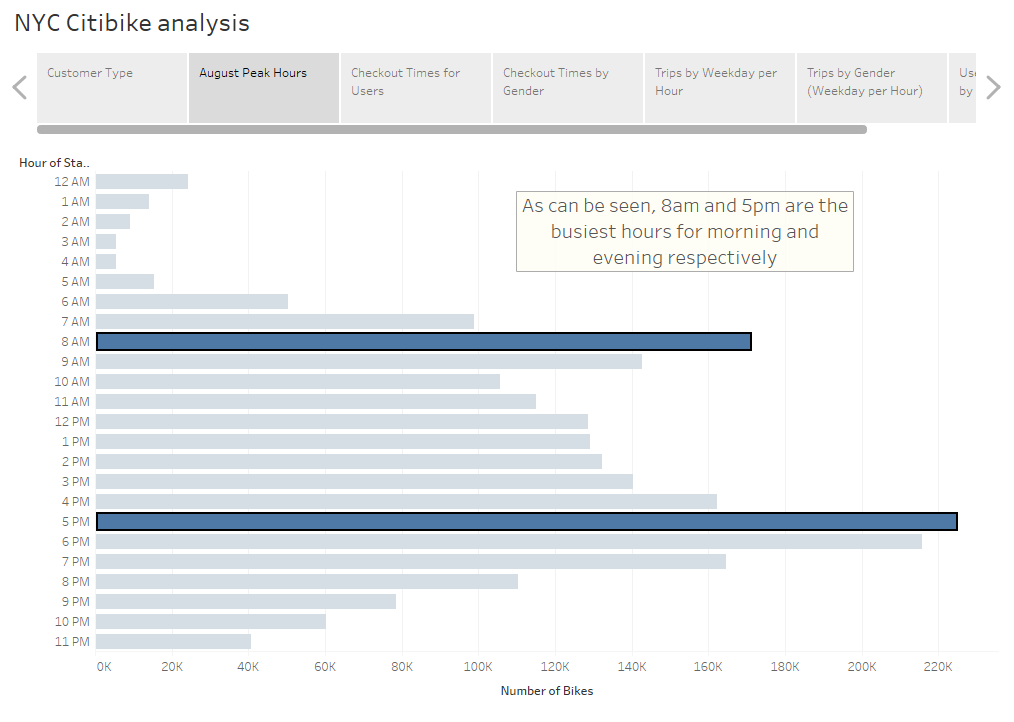 NYC Citibike analysis
Customer Type
August Peak Hours
Checkout Times for
Users
Checkout Times by
Gender
Trips by Weekday per
Hour
Trips by Gender
(Weekday per Hour)
by
Hour of Sta..
12 AM
1 AM
2 AM
3 AM
4 AM
5 AM
6 AM
7 AM
8 AM
9 AM
10 AM
11 AM
12 PM
1 PM
2 PM
3 PM
4 PM
5 PM
6 PM
7 PM
8 PM
9 PM
10 PM
11 PM
As can be seen, 8am and 5pm are the
busiest hours for morning and
evening respectively
0K 20K 40K 60K 80K 100K 120K 140K 160K 180K 200K 220K
Number of Bikes